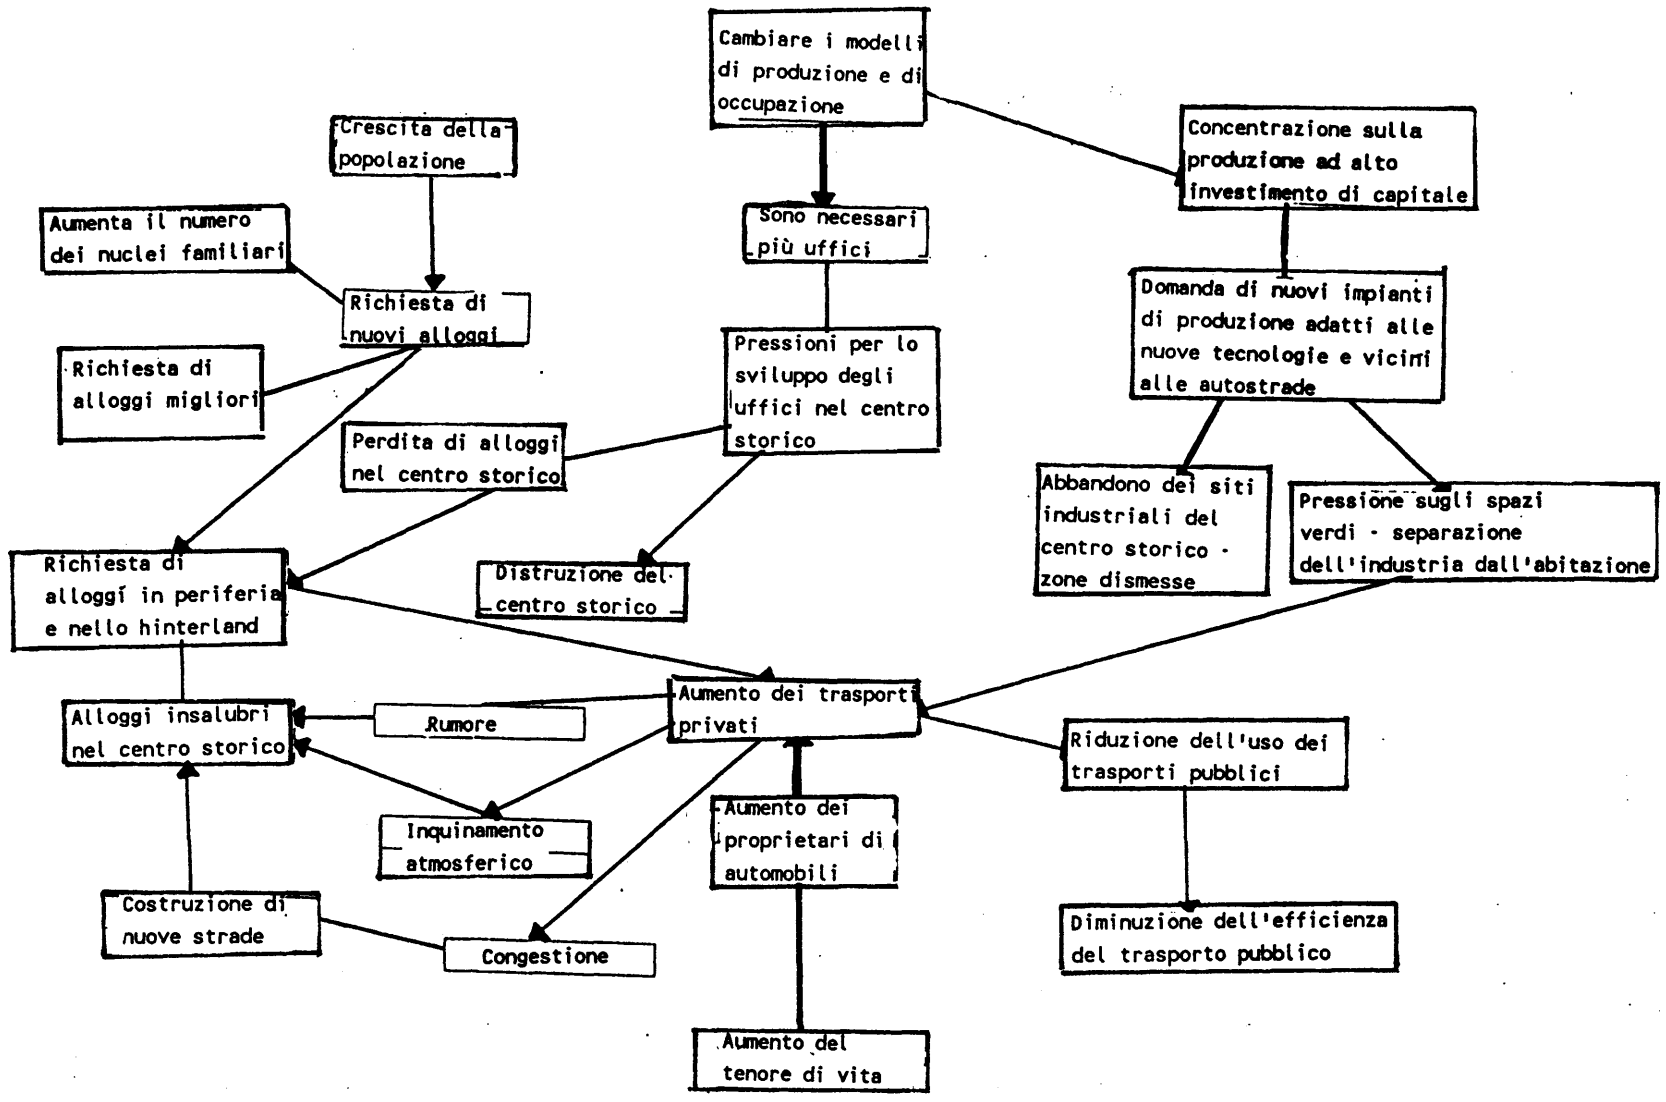 Cambiare i modelli
di produzione e di
occupazione
Crescita della
popolazione
Concentrazione sulla
produzione ad alto
investimento di capitale
Aumenta il numero
dei nuclei familiari
Sono necessari
più uffici
Richiesta di
nuovi alloggi
Domanda di nuovi impianti
di produzione adatti alle
nuove tecnologie e vicini
alle autostrade
Richiesta di
alloggi migliori
Pressioni per lo
sviluppo degli
uffici nel centro
storico
Perdita di alloggi
nel centro storico
Abbandono dei siti
industriali del
centro storico -
zone dismesse
Pressione sugli spazi
verdi - separazione
dell'industria dall'abitazione
Richiesta di
alloggi in periferia
e nello hinterland
Distruzione del
centro storico
Alloggi insalubri
nel centro storico
Rumore
Aumento dei trasporti
privati
Riduzione dell'uso dei
trasporti pubblici
Inquinamento
atmosferico
Aumento dei
proprietari di
automobili
Costruzione di
nuove strade
Congestione
Diminuzione dell'efficienza
del trasporto pubblico
Aumento del
tenore di vita